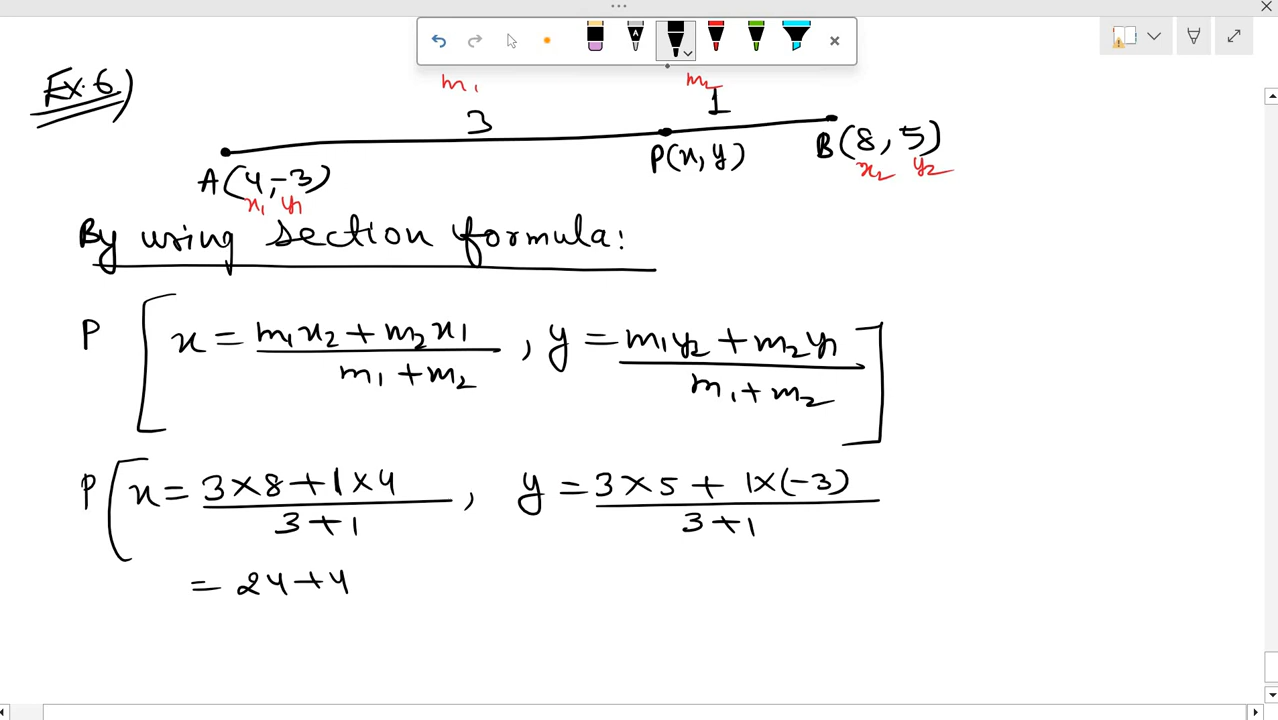 Ex.6)
m1 m2
3 1
A(4,-3) P(x,y) B(8,5)
x1 y1 x2 y2
By using section formula:
P [ x = m1x2 + m2x1 / m1 + m2 , y = m1y2 + m2y1 / m1 + m2 ]
P ( x = 3×8+1×4 / 3+1 , y = 3×5 + 1×(-3) / 3+1
= 24+4